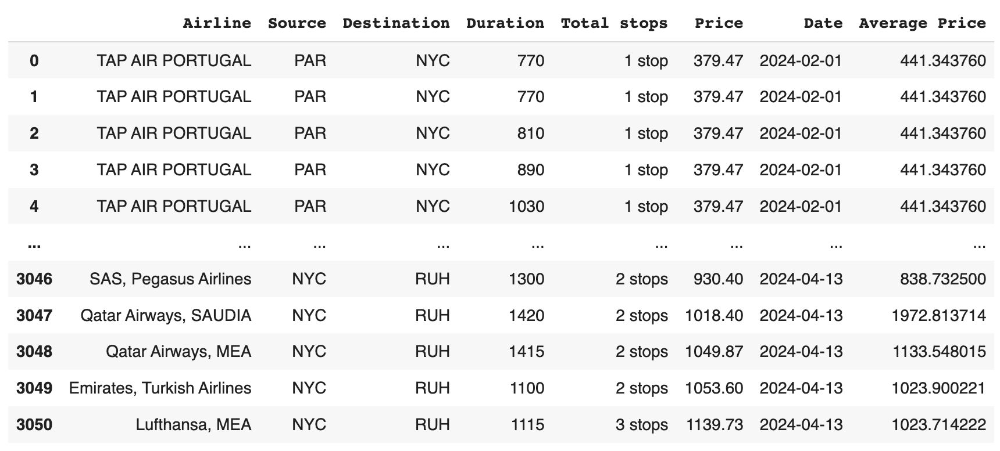 Airline Source Destination Duration Total stops Price Date Average Price
0 TAP AIR PORTUGAL PAR NYC 770 1 stop 379.47 2024-02-01 441.343760
1 TAP AIR PORTUGAL PAR NYC 770 1 stop 379.47 2024-02-01 441.343760
2 TAP AIR PORTUGAL PAR NYC 810 1 stop 379.47 2024-02-01 441.343760
3 TAP AIR PORTUGAL PAR NYC 890 1 stop 379.47 2024-02-01 441.343760
4 TAP AIR PORTUGAL PAR NYC 1030 1 stop 379.47 2024-02-01 441.343760
... ... ... ... ... ... ... ... ...
3046 SAS, Pegasus Airlines NYC RUH 1300 2 stops 930.40 2024-04-13 838.732500
3047 Qatar Airways, SAUDIA NYC RUH 1420 2 stops 1018.40 2024-04-13 1972.813714
3048 Qatar Airways, MEA NYC RUH 1415 2 stops 1049.87 2024-04-13 1133.548015
3049 Emirates, Turkish Airlines NYC RUH 1100 2 stops 1053.60 2024-04-13 1023.900221
3050 Lufthansa, MEA NYC RUH 1115 3 stops 1139.73 2024-04-13 1023.714222